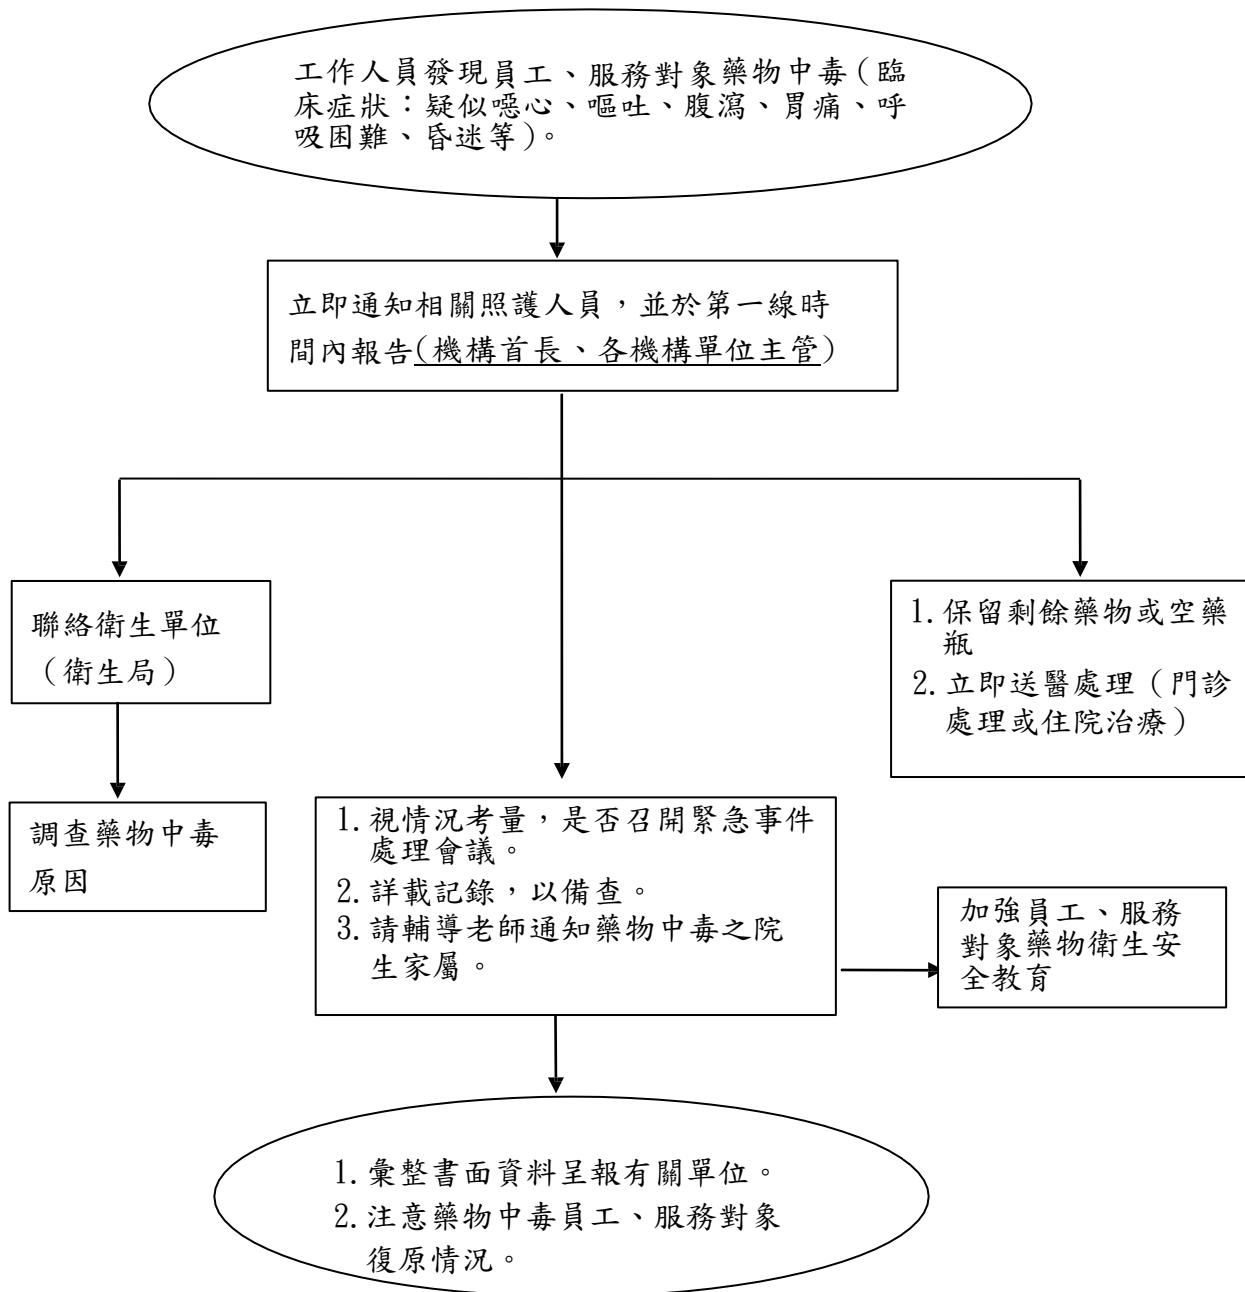 工作人員發現員工、服務對象藥物中毒(臨
床症狀：疑似噁心、嘔吐、腹瀉、胃痛、呼
吸困難、昏迷等)。
立即通知相關照護人員，並於第一線時
間內報告(機構首長、各機構單位主管)
聯絡衛生單位
(衛生局)
1.保留剩餘藥物或空藥
瓶
2.立即送醫處理(門診
處理或住院治療)
調查藥物中毒
原因
1.視情況考量，是否召開緊急事件
處理會議。
2.詳載記錄，以備查。
3.請輔導老師通知藥物中毒之院
生家屬。
加強員工、服務
對象藥物衛生安
全教育
1.彙整書面資料呈報有關單位。
2.注意藥物中毒員工、服務對象
復原情況。